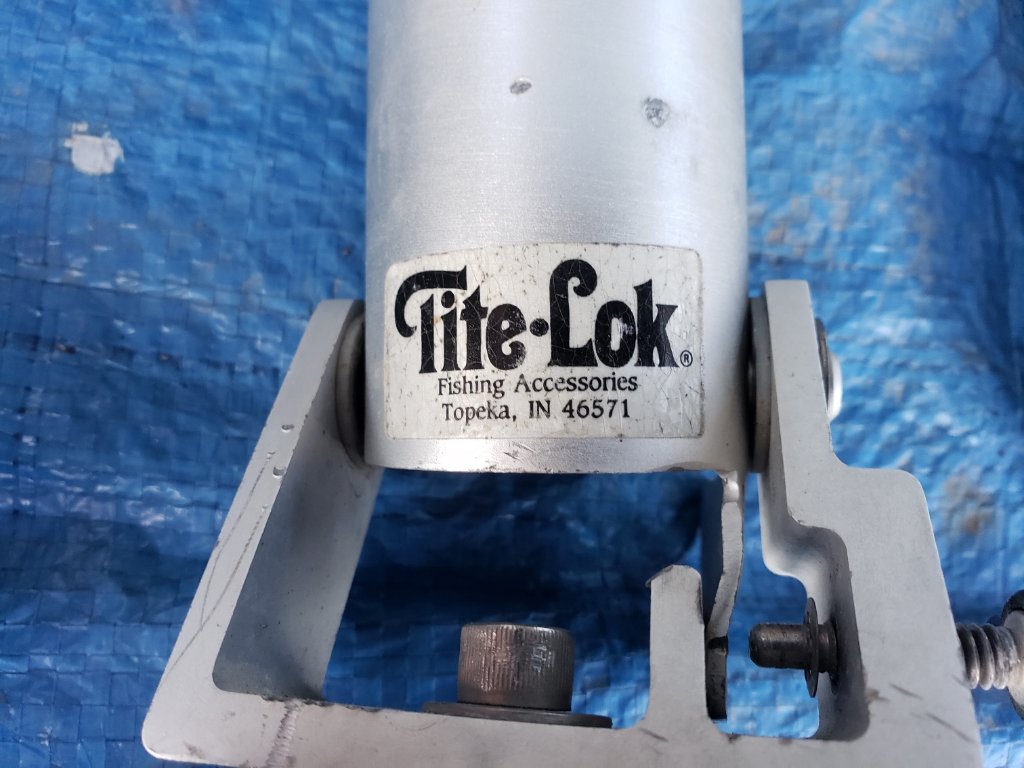 Tite•Lok®
Fishing Accessories
Topeka, IN 46571